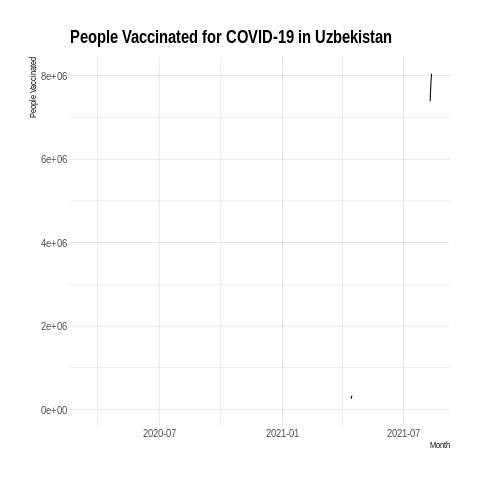 People Vaccinated for COVID-19 in Uzbekistan
People Vaccinated
8e+06
6e+06
4e+06
2e+06
0e+00
2020-07
2021-01
2021-07
Month